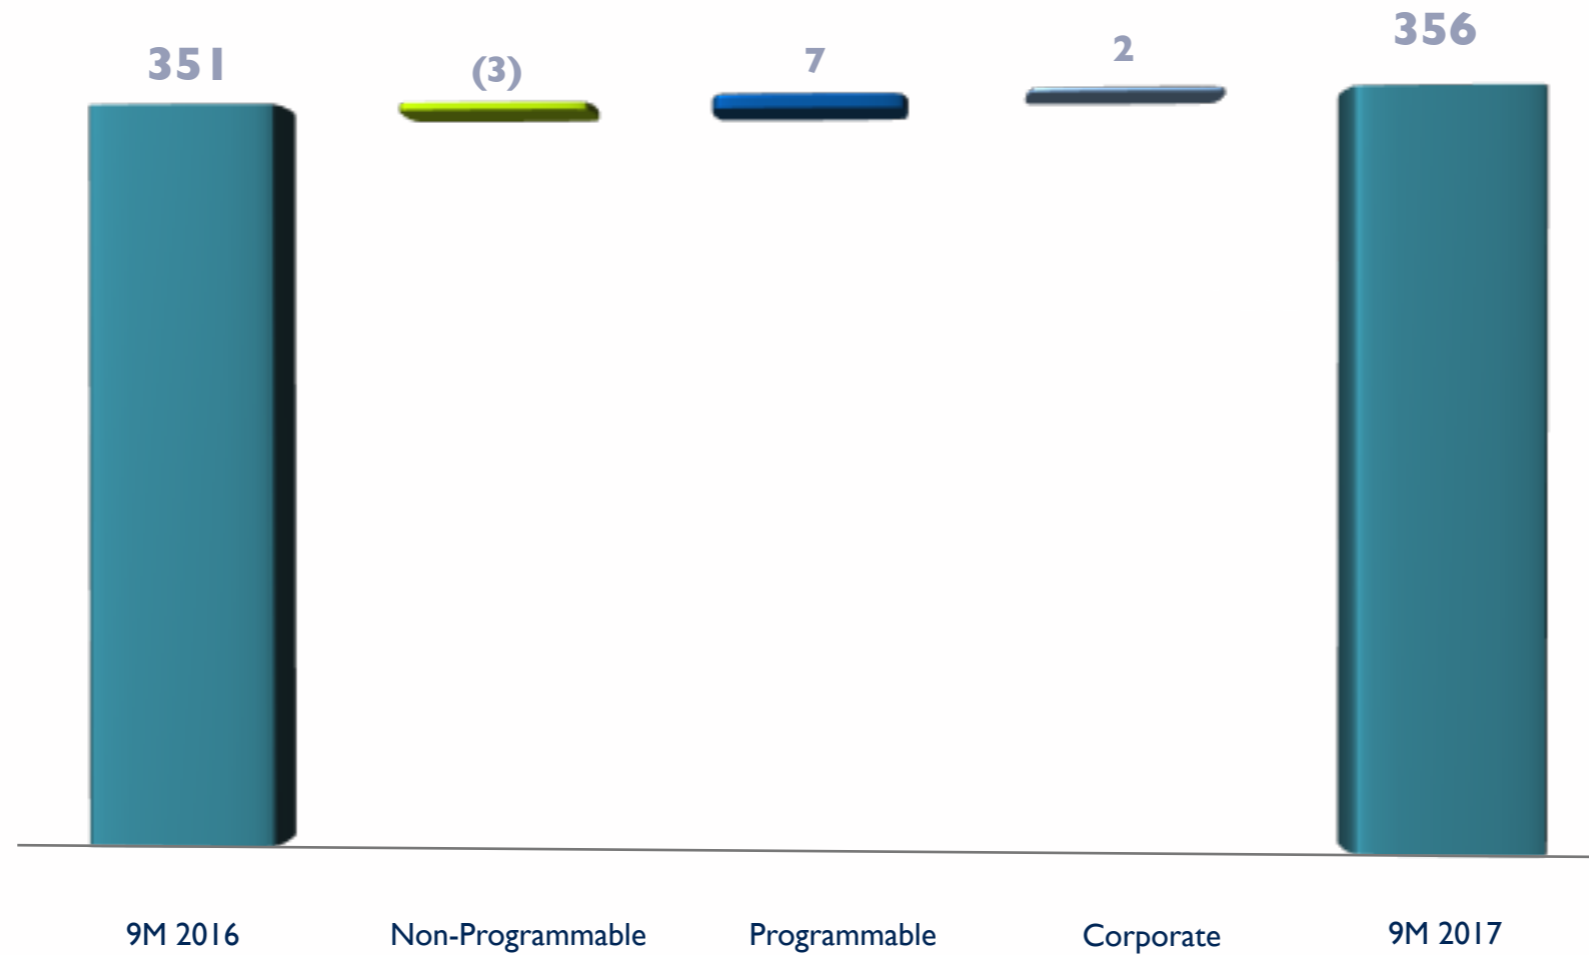 351
(3)
7
2
356
9M 2016
Non-Programmable
Programmable
Corporate
9M 2017